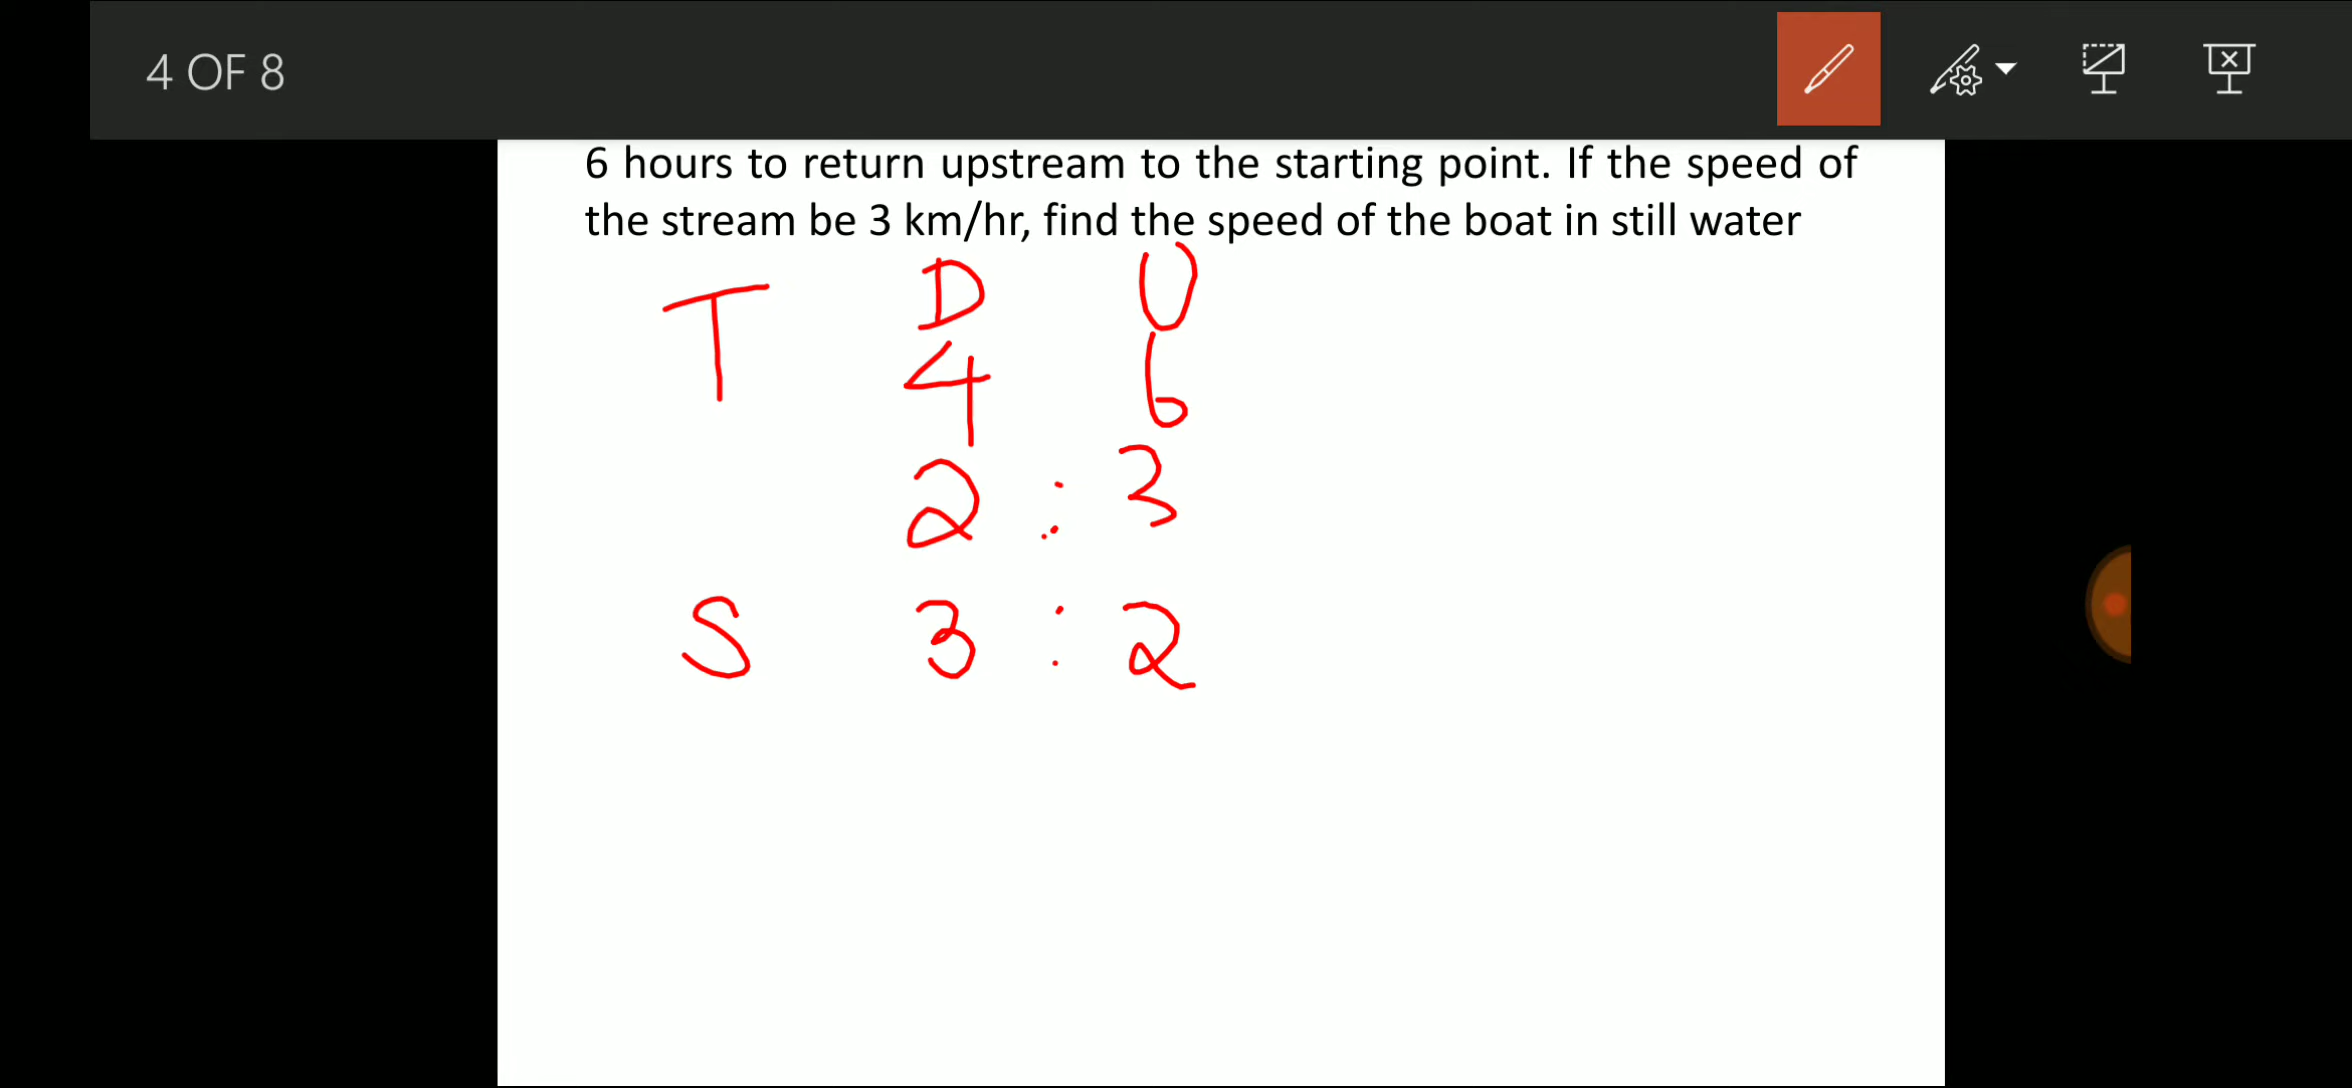 4 OF 8
6 hours to return upstream to the starting point. If the speed of
the stream be 3 km/hr, find the speed of the boat in still water
T D U
4 6
2 : 3
S 3 : 2